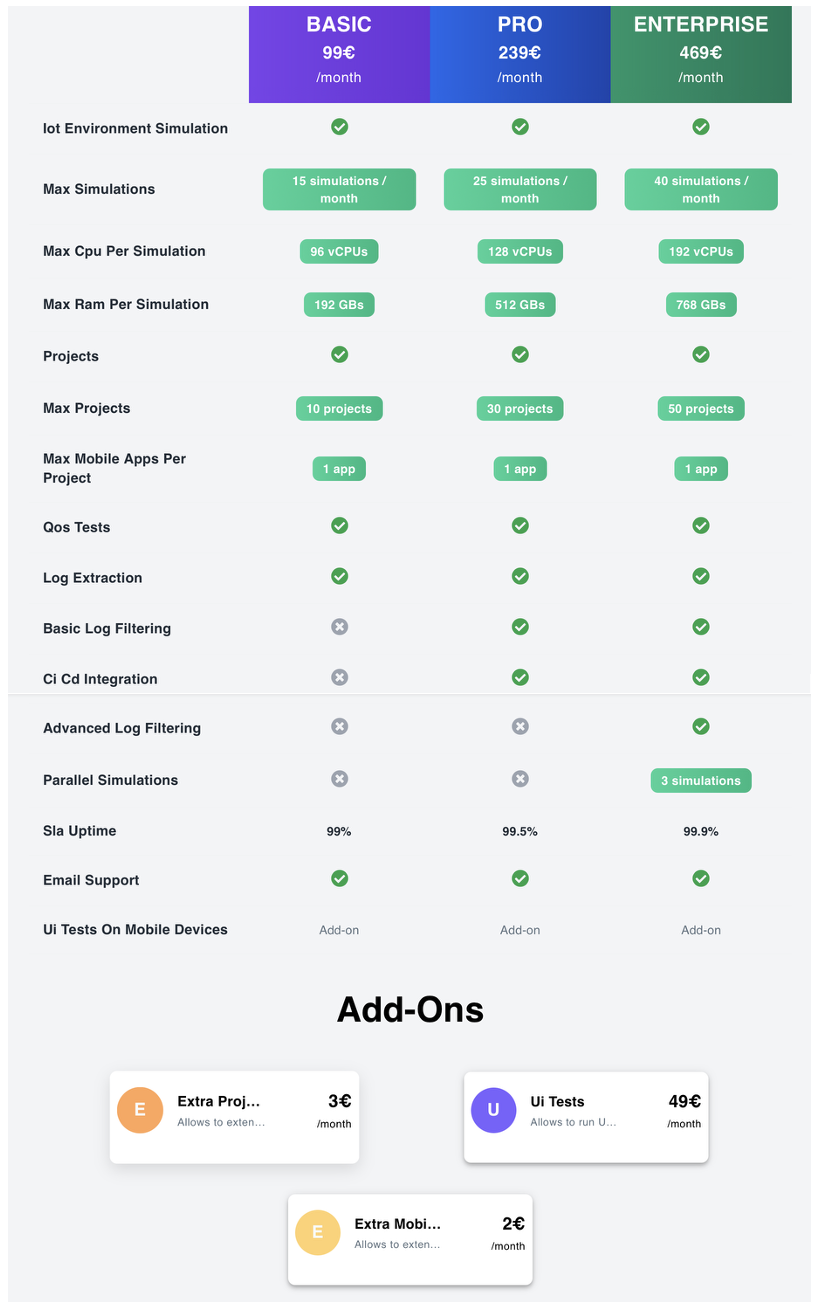 BASIC PRO ENTERPRISE
99€ 239€ 469€
/month /month /month
Iot Environment Simulation
Max Simulations 15 simulations / month 25 simulations / month 40 simulations / month
Max Cpu Per Simulation 96 vCPUs 128 vCPUs 192 vCPUs
Max Ram Per Simulation 192 GBs 512 GBs 768 GBs
Projects
Max Projects 10 projects 30 projects 50 projects
Max Mobile Apps Per
Project 1 app 1 app 1 app
Qos Tests
Log Extraction
Basic Log Filtering
Ci Cd Integration
Advanced Log Filtering
Parallel Simulations 3 simulations
Sla Uptime 99% 99.5% 99.9%
Email Support
Ui Tests On Mobile Devices Add-on Add-on Add-on
Add-Ons
E Extra Proj... 3€
Allows to exten... /month
U Ui Tests 49€
Allows to run U... /month
E Extra Mobi... 2€
Allows to exten... /month